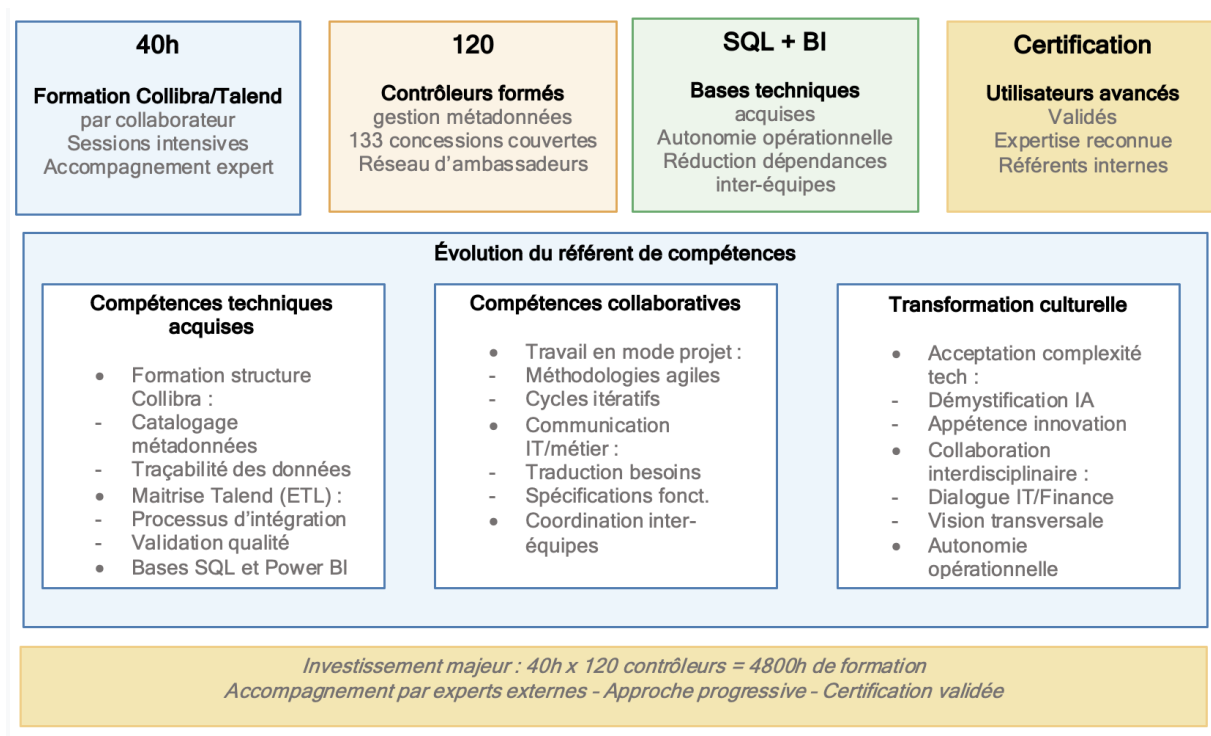 40h
Formation Collibra/Talend
par collaborateur
Sessions intensives
Accompagnement expert
120
Contrôleurs formés
gestion métadonnées
133 concessions couvertes
Réseau d'ambassadeurs
SQL + BI
Bases techniques
acquises
Autonomie opérationnelle
Réduction dépendances
inter-équipes
Certification
Utilisateurs avancés
Validés
Expertise reconnue
Référents internes
Évolution du référent de compétences
Compétences techniques
acquises
• Formation structure
Collibra :
- Catalogage
métadonnées
- Traçabilité des données
• Maitrise Talend (ETL) :
- Processus d'intégration
- Validation qualité
• Bases SQL et Power BI
Compétences collaboratives
• Travail en mode projet :
- Méthodologies agiles
- Cycles itératifs
• Communication
IT/métier :
- Traduction besoins
- Spécifications fonct.
• Coordination inter-
équipes
Transformation culturelle
• Acceptation complexité
tech :
- Démystification IA
- Appétence innovation
• Collaboration
interdisciplinaire :
- Dialogue IT/Finance
- Vision transversale
• Autonomie
opérationnelle
Investissement majeur : 40h x 120 contrôleurs = 4800h de formation
Accompagnement par experts externes - Approche progressive - Certification validée